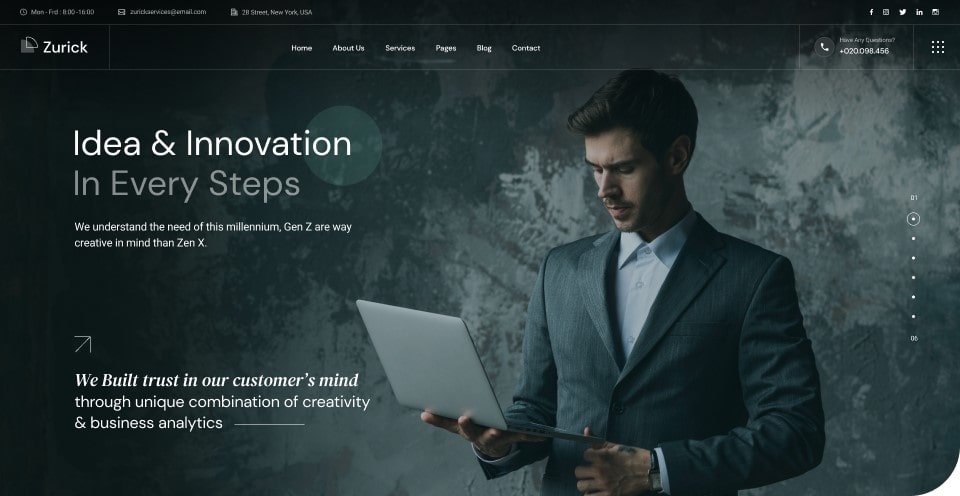 Mon - Frd : 8:00 -16:00
zurickservices@email.com
28 Street, New York, USA
Zurick
Home
About Us
Services
Pages
Blog
Contact
Have Any Questions?
+020.098.456
Idea & Innovation
In Every Steps
We understand the need of this millennium, Gen Z are way
creative in mind than Zen X.
01
06
We Built trust in our customer's mind
through unique combination of creativity
& business analytics